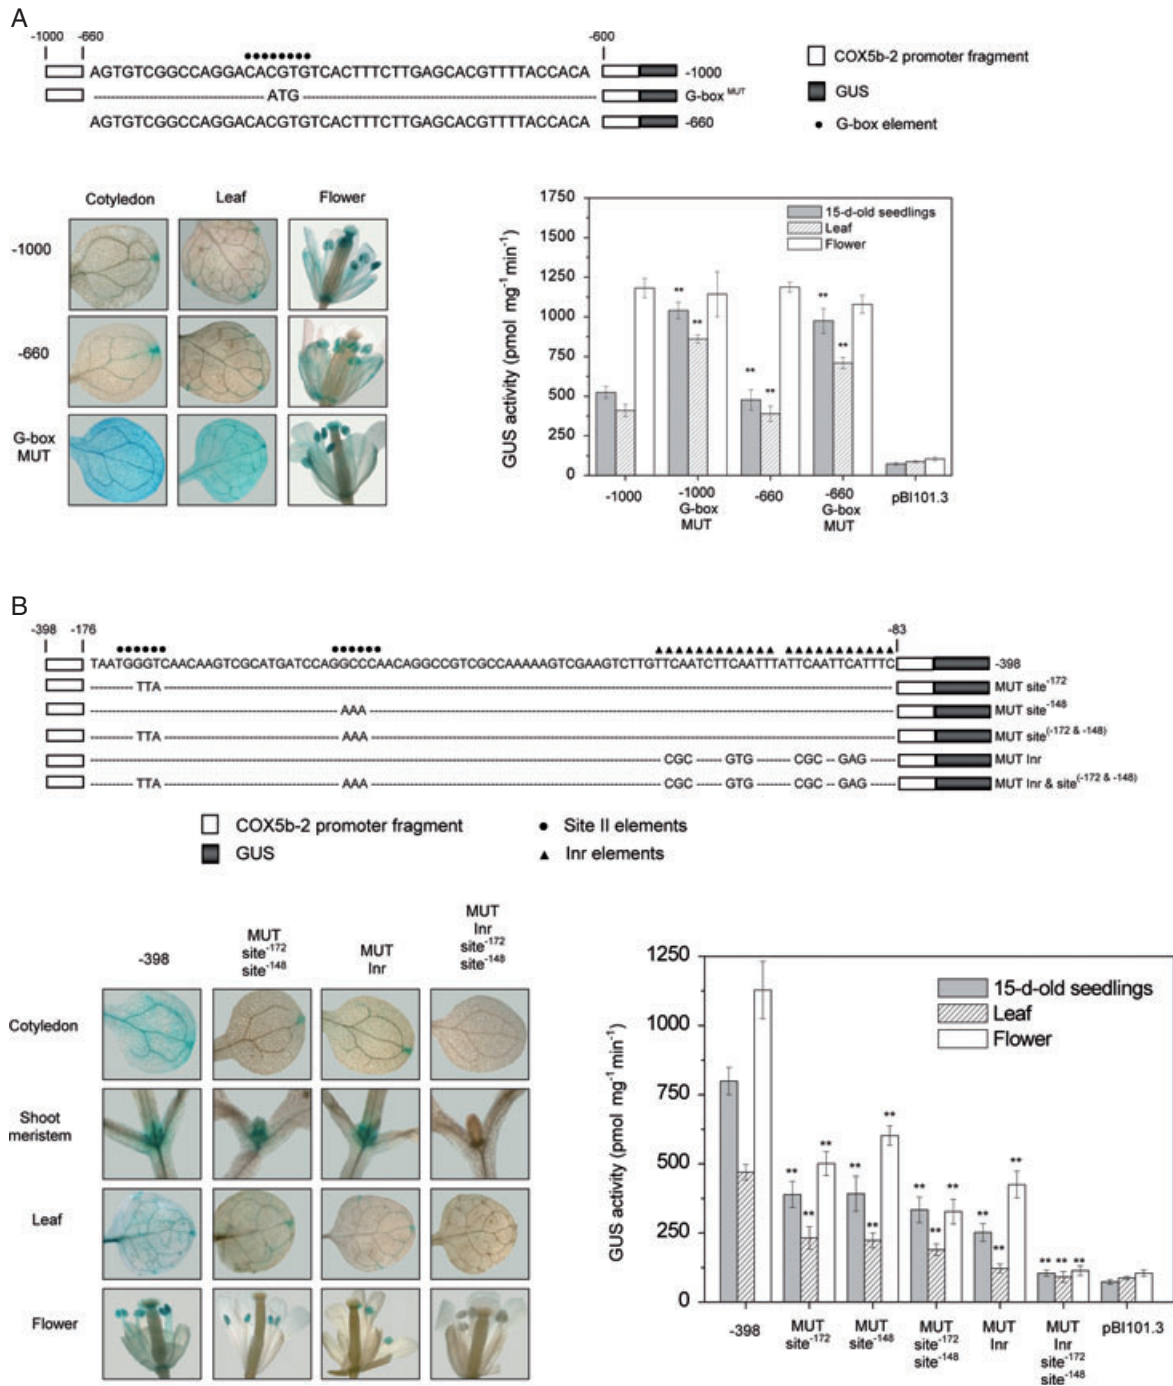 A
-1000 -660 -600
AGTGTCGGCCAGGACACGTGTCACTTTCTTGAGCACGTTTTACCACA -1000
ATG G-box MUT
AGTGTCGGCCAGGACACGTGTCACTTTCTTGAGCACGTTTTACCACA -660
COX5b-2 promoter fragment
GUS
G-box element
Cotyledon Leaf Flower
-1000
-660
G-box
MUT
GUS activity (pmol mg⁻¹min⁻¹)
1750
1500
1250
1000
750
500
250
0
15-d-old seedlings
Leaf
Flower
** ** ** ** ** **
-1000 -1000 -660 -660 pBI101.3
G-box G-box
MUT MUT
B
-398 -176 -83
TAATGGGTCAACAAGTCGCATGATCCAGGCCCAACAGGCCGTCGCCAAAAAGTCGAAGTCTTGTTCAATCTTCAATTTATTCAATTCATTTC -398
TTA MUT site⁻¹⁷²
AAA MUT site⁻¹⁴⁸
TTA AAA MUT site⁽⁻¹⁷² & ⁻¹⁴⁸⁾
CGC GTG CGC GAG MUT Inr
TTA AAA CGC GTG CGC GAG MUT Inr & site⁽⁻¹⁷² & ⁻¹⁴⁸⁾
COX5b-2 promoter fragment Site II elements
GUS Inr elements
-398
MUT
site⁻¹⁷²
site⁻¹⁴⁸
MUT
Inr
MUT
Inr
site⁻¹⁷²
site⁻¹⁴⁸
Cotyledon
Shoot
meristem
Leaf
Flower
GUS activity (pmol mg⁻¹min⁻¹)
1250
1000
750
500
250
0
15-d-old seedlings
Leaf
Flower
** ** ** ** ** ** ** ** ** ** ** ** ** ** **
-398
MUT
site⁻¹⁷²
MUT
site⁻¹⁴⁸
MUT
site⁻¹⁷²
site⁻¹⁴⁸
MUT
Inr
MUT
Inr
site⁻¹⁷²
site⁻¹⁴⁸
pBI101.3